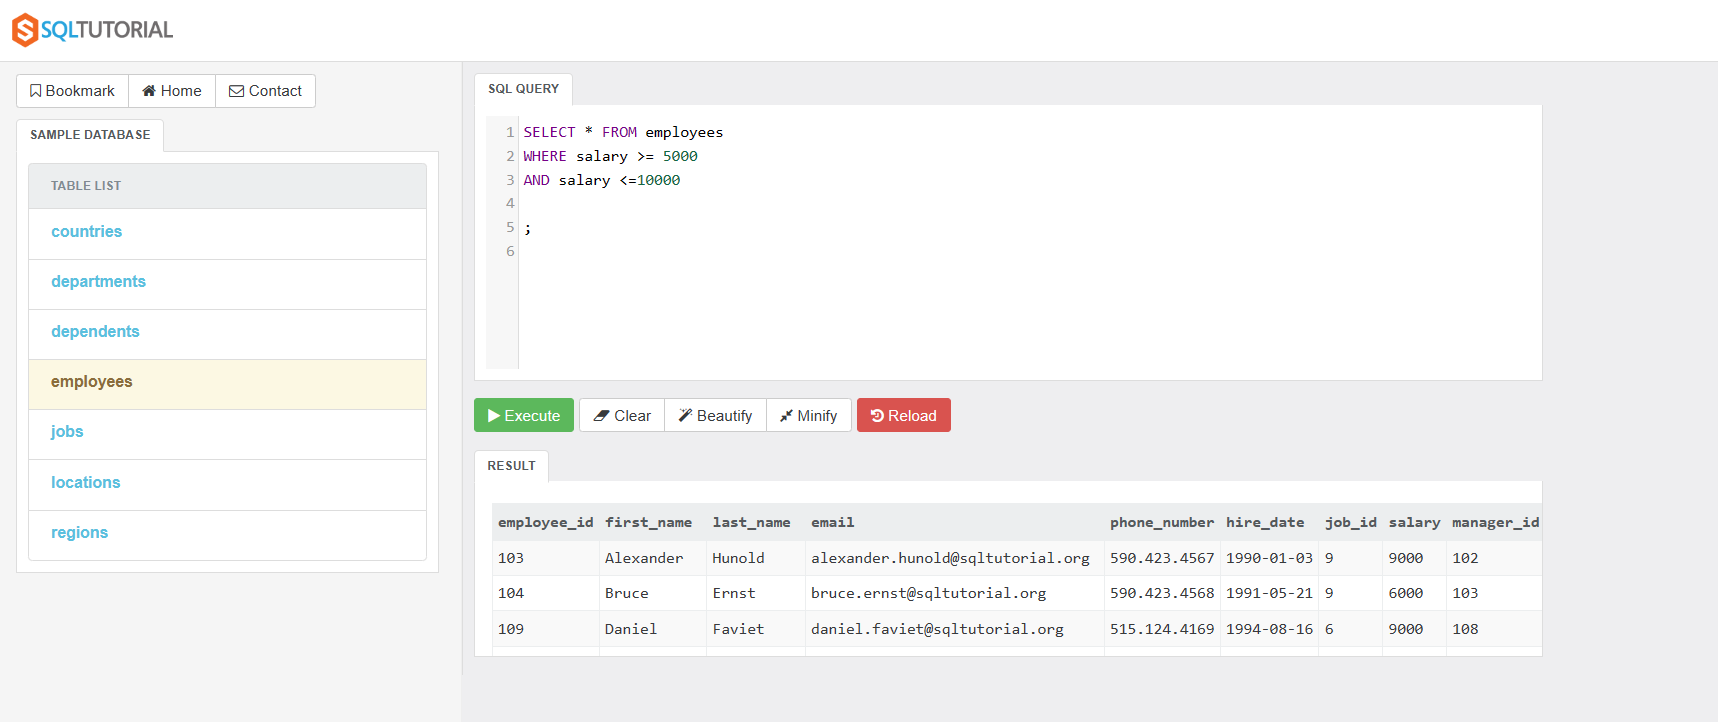 SQLTUTORIAL
Bookmark Home Contact
SAMPLE DATABASE
TABLE LIST
countries
departments
dependents
employees
jobs
locations
regions
SQL QUERY
1 SELECT * FROM employees
2 WHERE salary >= 5000
3 AND salary <=10000
4
5 ;
6
Execute Clear Beautify Minify Reload
RESULT
employee_id first_name last_name email phone_number hire_date job_id salary manager_id
103 Alexander Hunold alexander.hunold@sqltutorial.org 590.423.4567 1990-01-03 9 9000 102
104 Bruce Ernst bruce.ernst@sqltutorial.org 590.423.4568 1991-05-21 9 6000 103
109 Daniel Faviet daniel.faviet@sqltutorial.org 515.124.4169 1994-08-16 6 9000 108